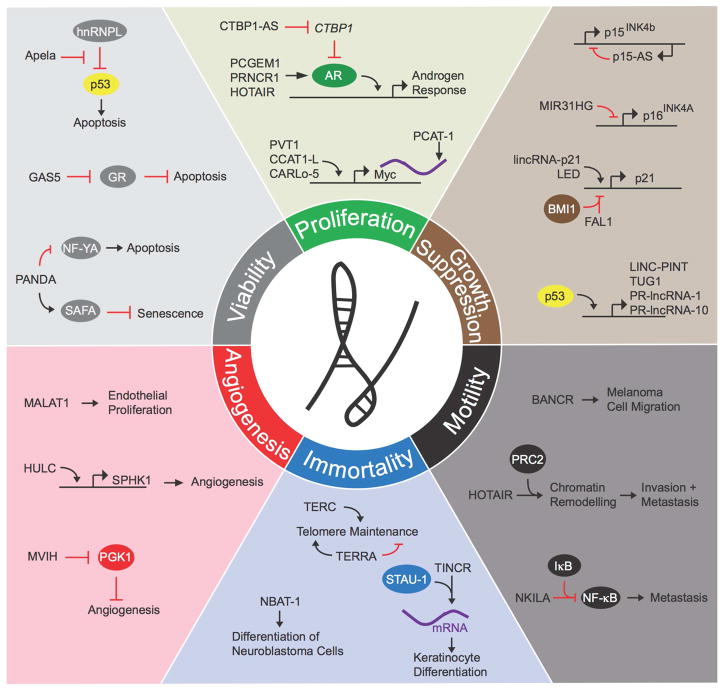 hnRNPL
Apela
p53
Apoptosis
GAS5
GR
Apoptosis
NF-YA
Apoptosis
PANDA
SAFA
Senescence
CTBP1-AS
CTBP1
PCGEM1
PRNCR1
HOTAIR
AR
Androgen
Response
PVT1
CCAT1-L
CARLo-5
Myc
PCAT-1
p15INK4b
p15-AS
MIR31HG
p16INK4A
lincRNA-p21
LED
p21
BMI1
FAL1
p53
LINC-PINT
TUG1
PR-lncRNA-1
PR-lncRNA-10
Viability
Proliferation
Growth
Suppression
Angiogenesis
Immortality
Motility
MALAT1
Endothelial
Proliferation
HULC
SPHK1
Angiogenesis
MVIH
PGK1
Angiogenesis
TERC
Telomere Maintenance
TERRA
STAU-1
TINCR
mRNA
Keratinocyte
Differentiation
NBAT-1
Differentiation of
Neuroblastoma Cells
BANCR
Melanoma
Cell Migration
PRC2
HOTAIR
Chromatin
Remodelling
Invasion +
Metastasis
IκB
NKILA
NF-κB
Metastasis